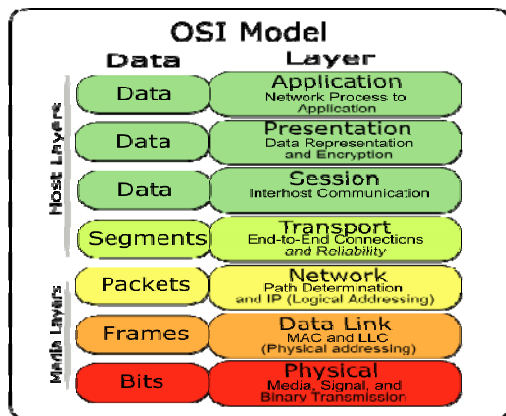 OSI Model
Data Layer
Data Application
Network Process to
Application
Data Presentation
Data Representation
and Encryption
Data Session
Interhost Communication
Segments Transport
End-to-End Connections
and Reliability
Packets Network
Path Determination
and IP (Logical Addressing)
Frames Data Link
MAC and LLC
(Physical addressing)
Bits Physical
Media, Signal, and
Binary Transmission
Host Layers
Media Layers